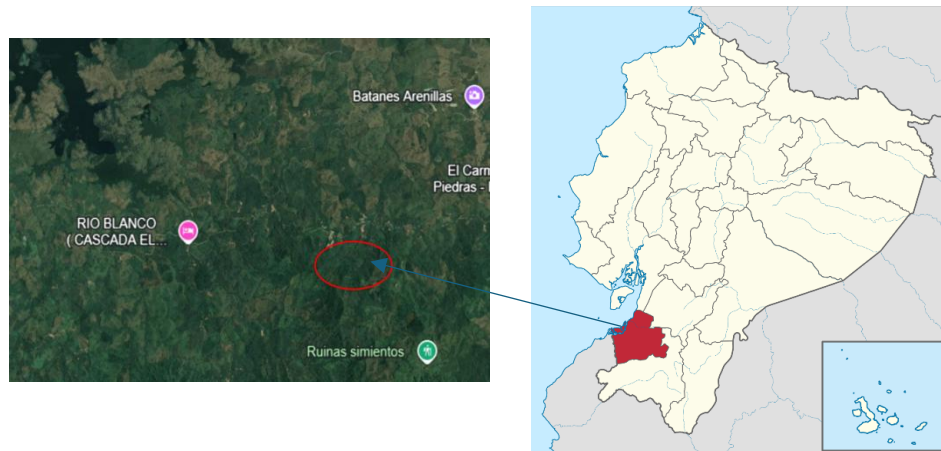 Batanes Arenillas
El Carm
Piedras -
RIO BLANCO
( CASCADA EL...
Ruinas simientos